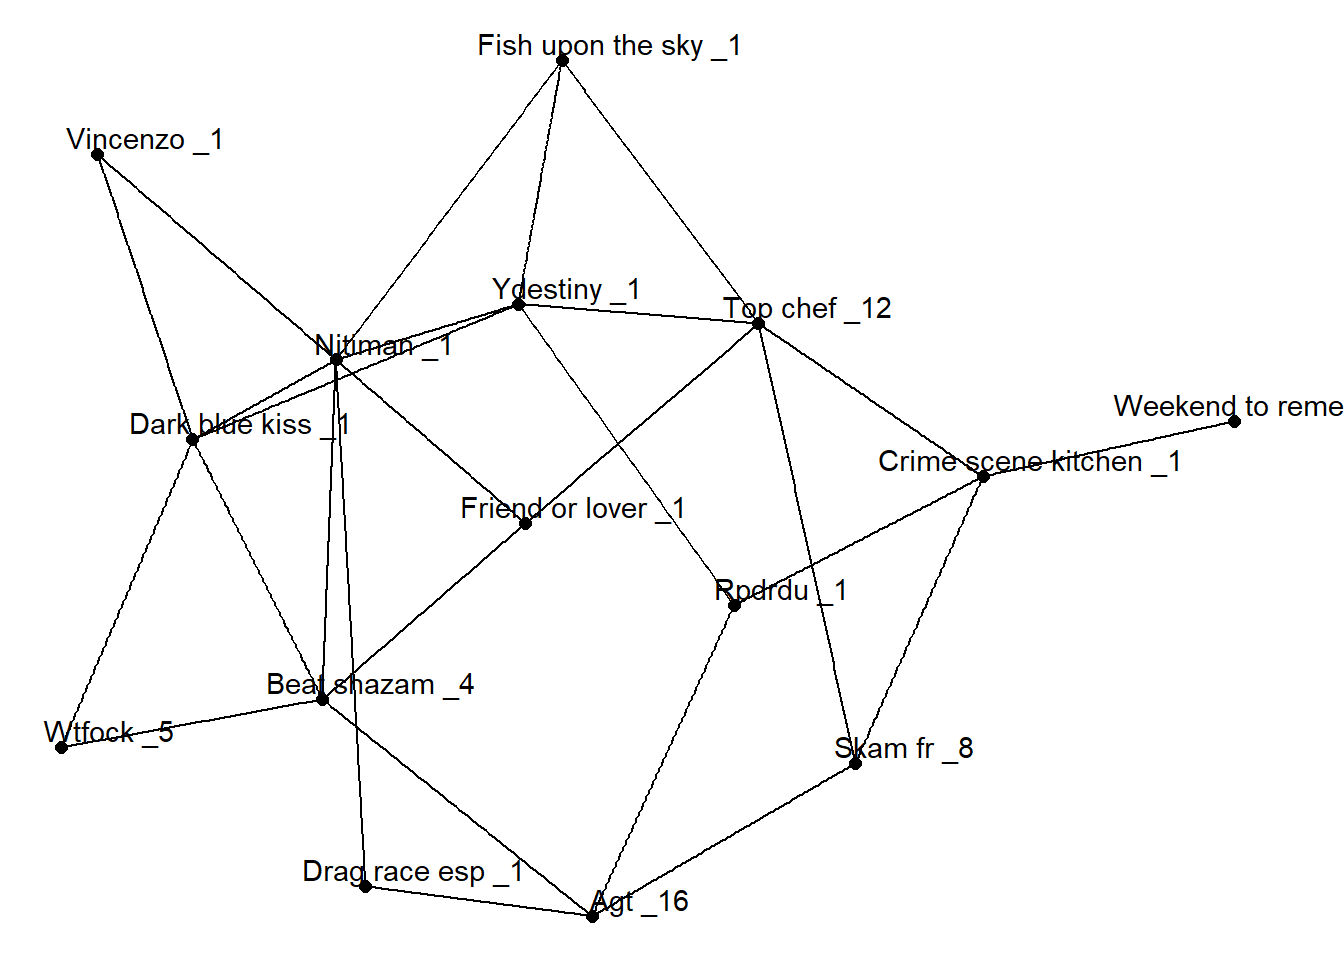 Fish upon the sky _1
Vincenzo _1
Ydestiny _1
Top chef _12
Nitiman _1
Weekend to reme
Dark blue kiss _1
Crime scene kitchen _1
Friend or lover _1
Rpdrdu _1
Beat shazam _4
Wtfock _5
Skam fr _8
Drag race esp _1
Agt _16